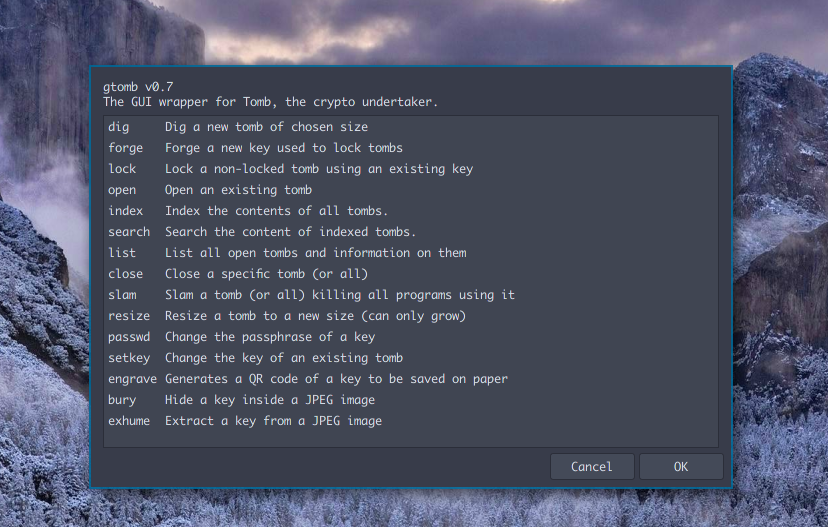 gtomb v0.7
The GUI wrapper for Tomb, the crypto undertaker.
dig Dig a new tomb of chosen size
forge Forge a new key used to lock tombs
lock Lock a non-locked tomb using an existing key
open Open an existing tomb
index Index the contents of all tombs.
search Search the content of indexed tombs.
list List all open tombs and information on them
close Close a specific tomb (or all)
slam Slam a tomb (or all) killing all programs using it
resize Resize a tomb to a new size (can only grow)
passwd Change the passphrase of a key
setkey Change the key of an existing tomb
engrave Generates a QR code of a key to be saved on paper
bury Hide a key inside a JPEG image
exhume Extract a key from a JPEG image
Cancel OK